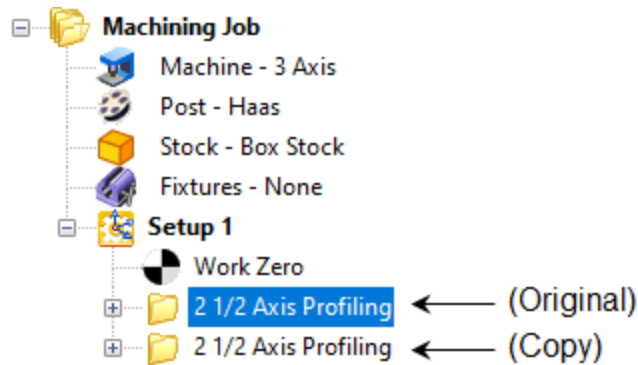 Machining Job
Machine - 3 Axis
Post - Haas
Stock - Box Stock
Fixtures - None
Setup 1
Work Zero
2 1/2 Axis Profiling (Original)
2 1/2 Axis Profiling (Copy)